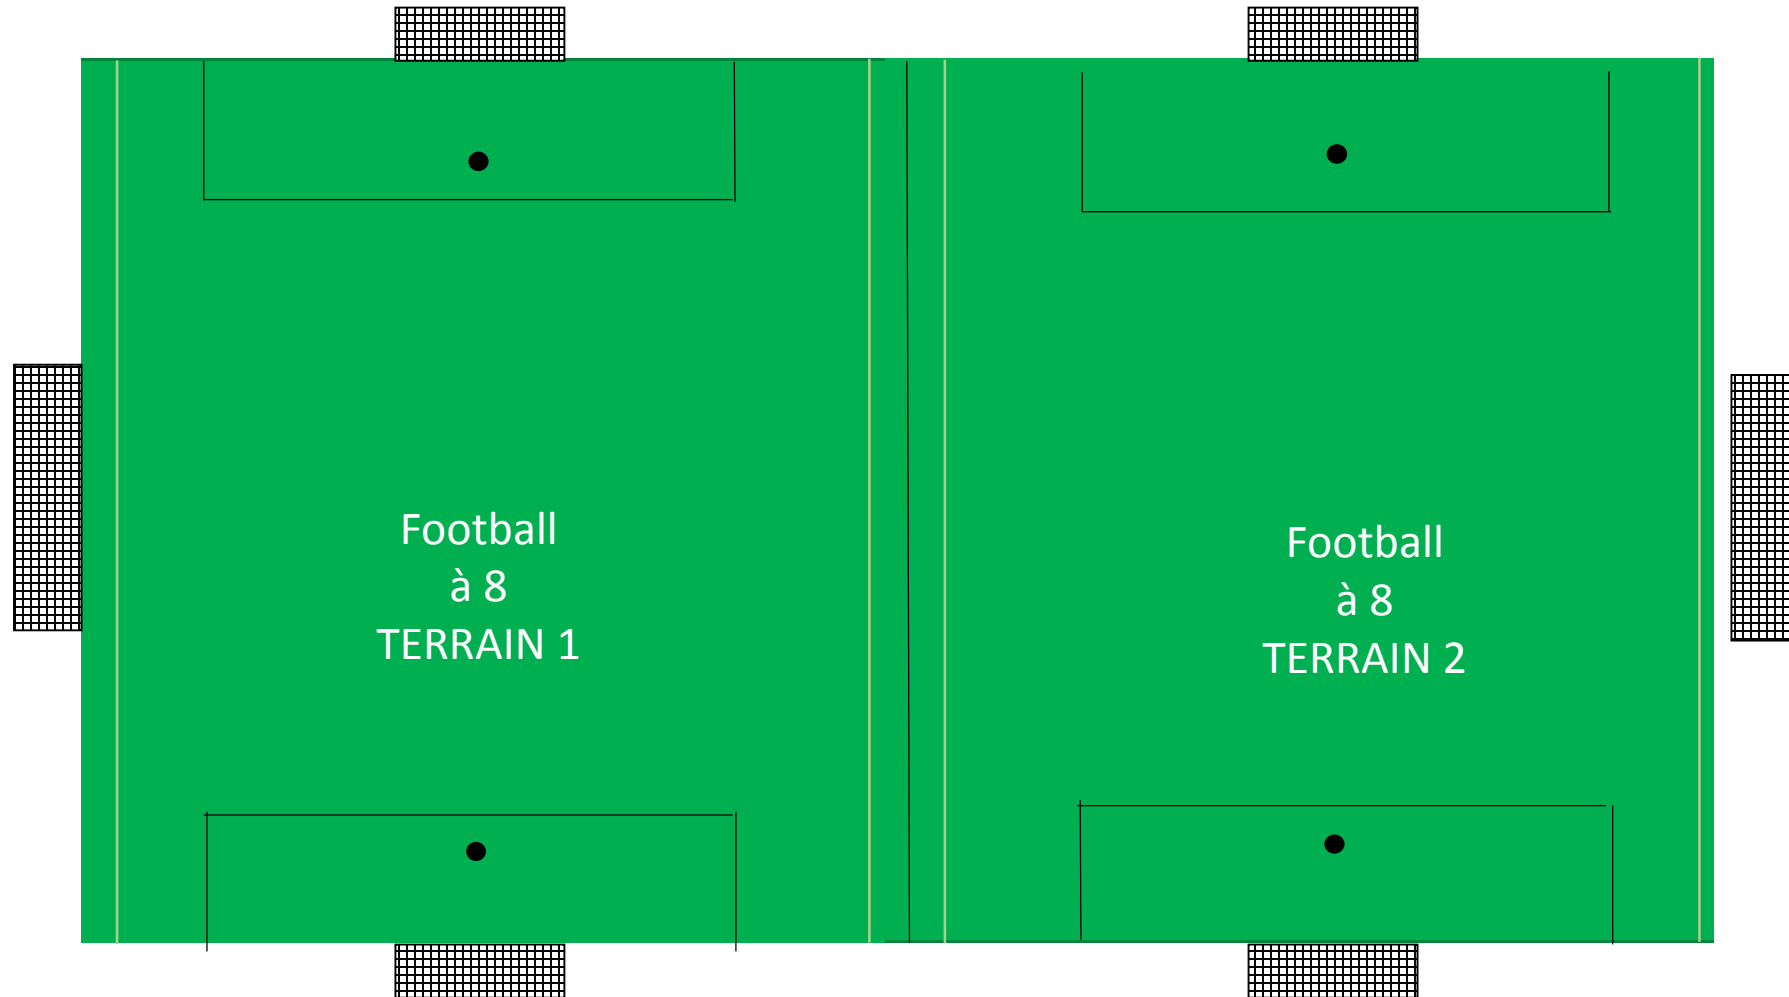 Football
à 8
TERRAIN 1
Football
à 8
TERRAIN 2